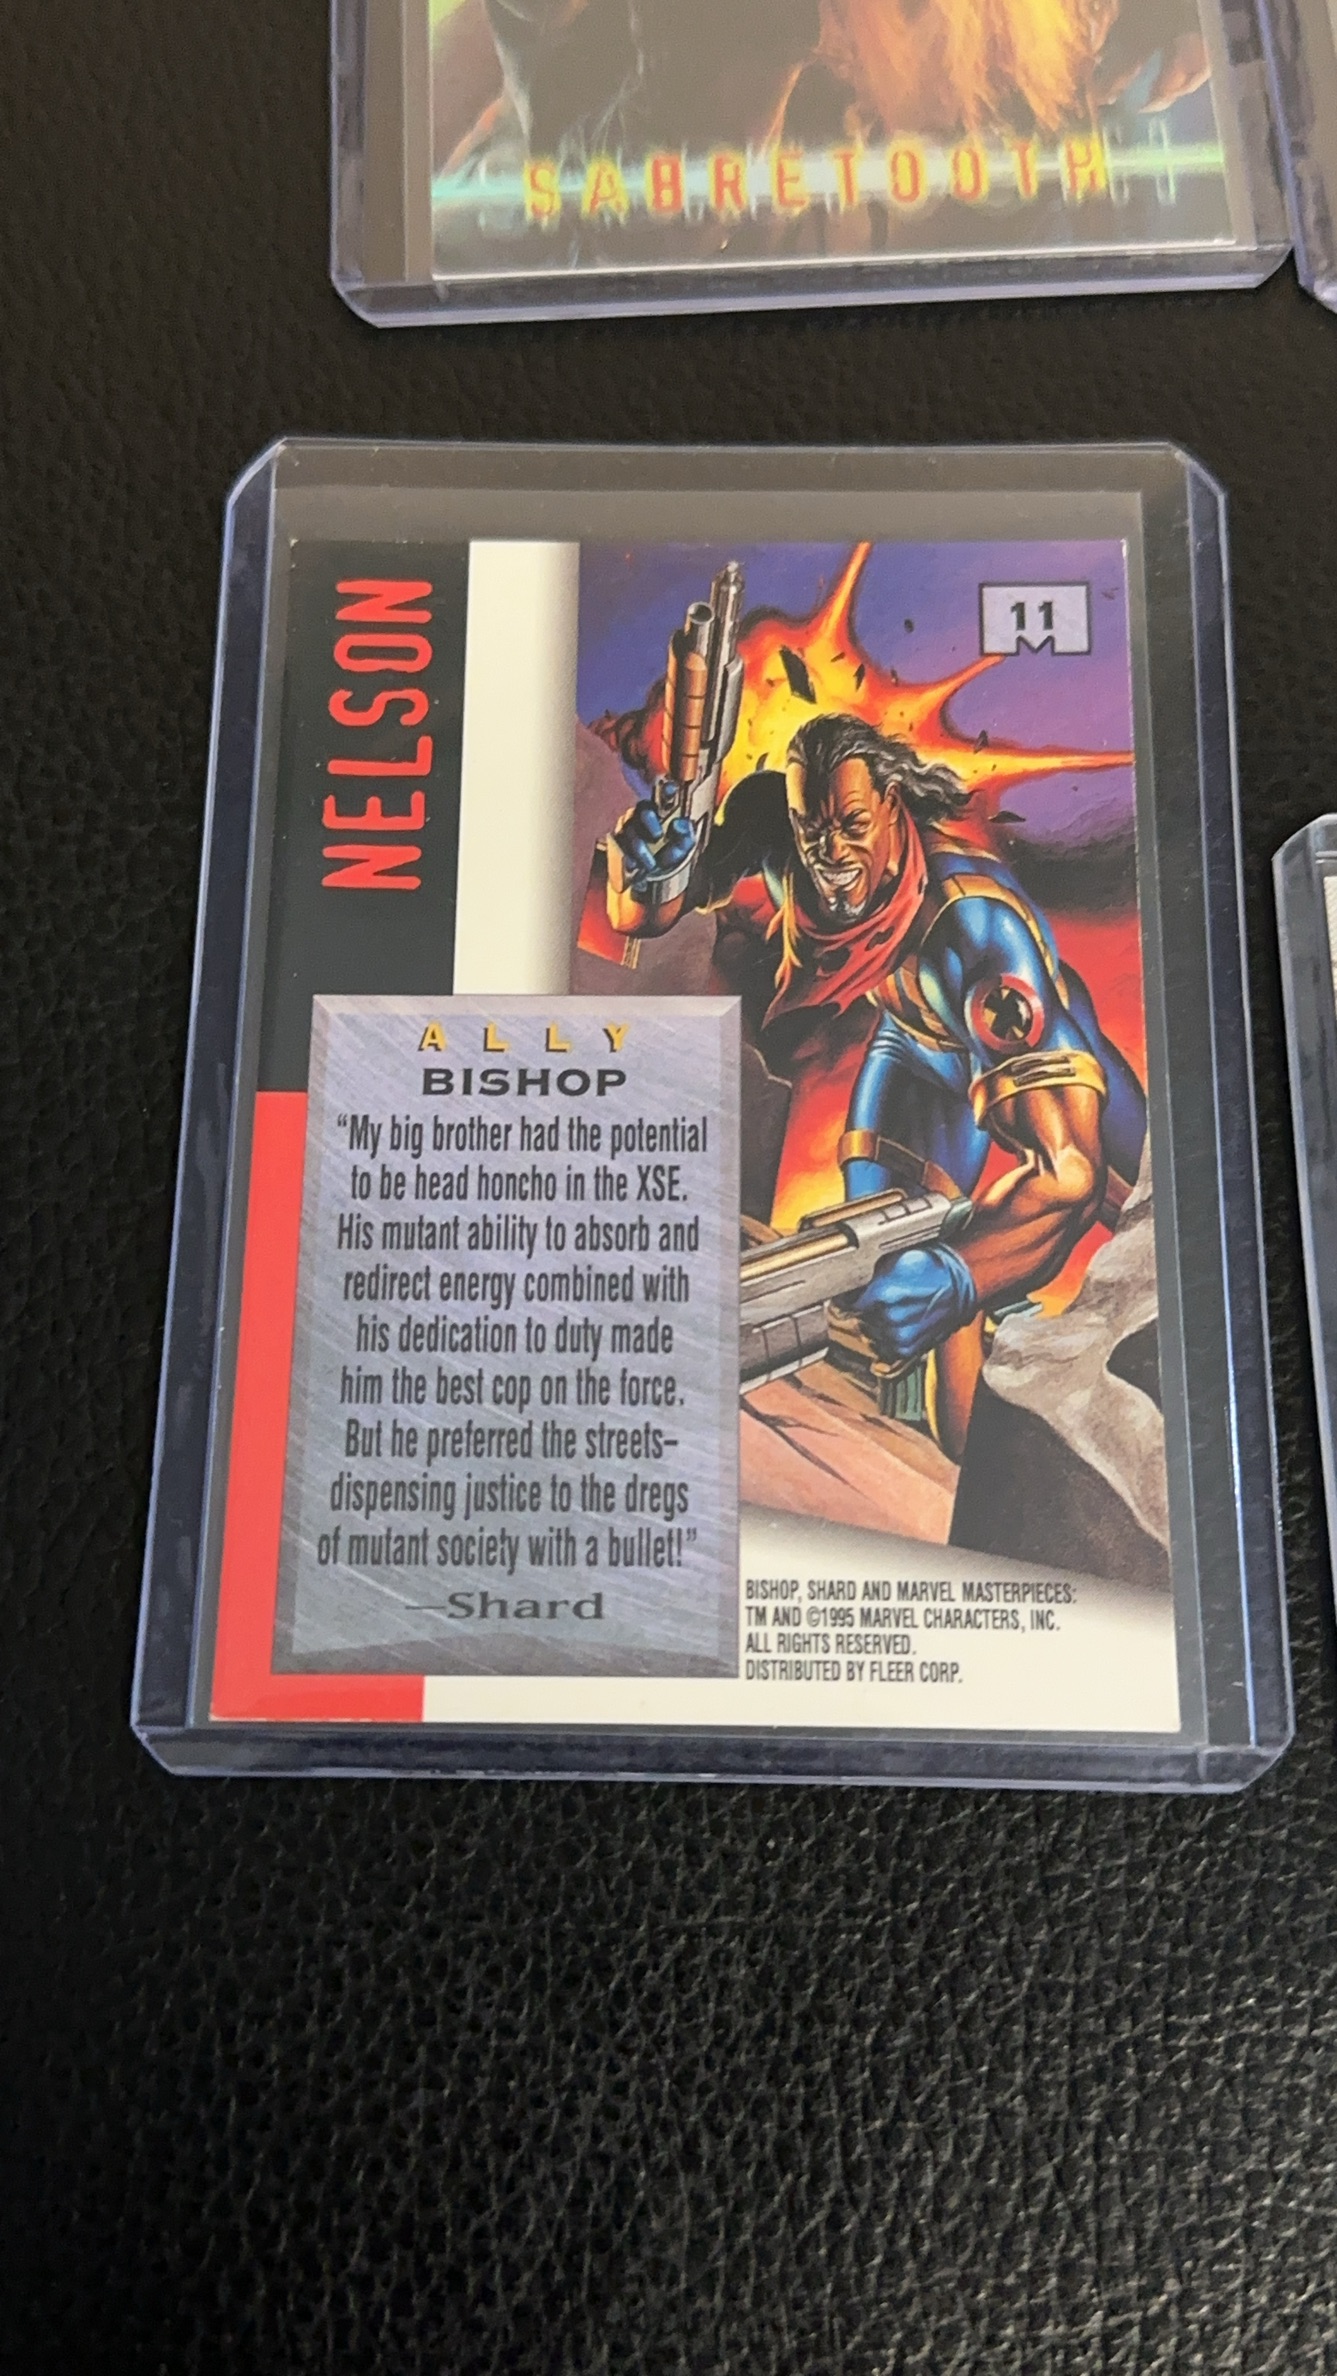 SABRETOOTH
NELSON
11
ALLY
BISHOP
“My big brother had the potential
to be head honcho in the XSE.
His mutant ability to absorb and
redirect energy combined with
his dedication to duty made
him the best cop on the force.
But he preferred the streets–
dispensing justice to the dregs
of mutant society with a bullet!”
—Shard
BISHOP, SHARD AND MARVEL MASTERPIECES:
TM AND ©1995 MARVEL CHARACTERS, INC.
ALL RIGHTS RESERVED.
DISTRIBUTED BY FLEER CORP.